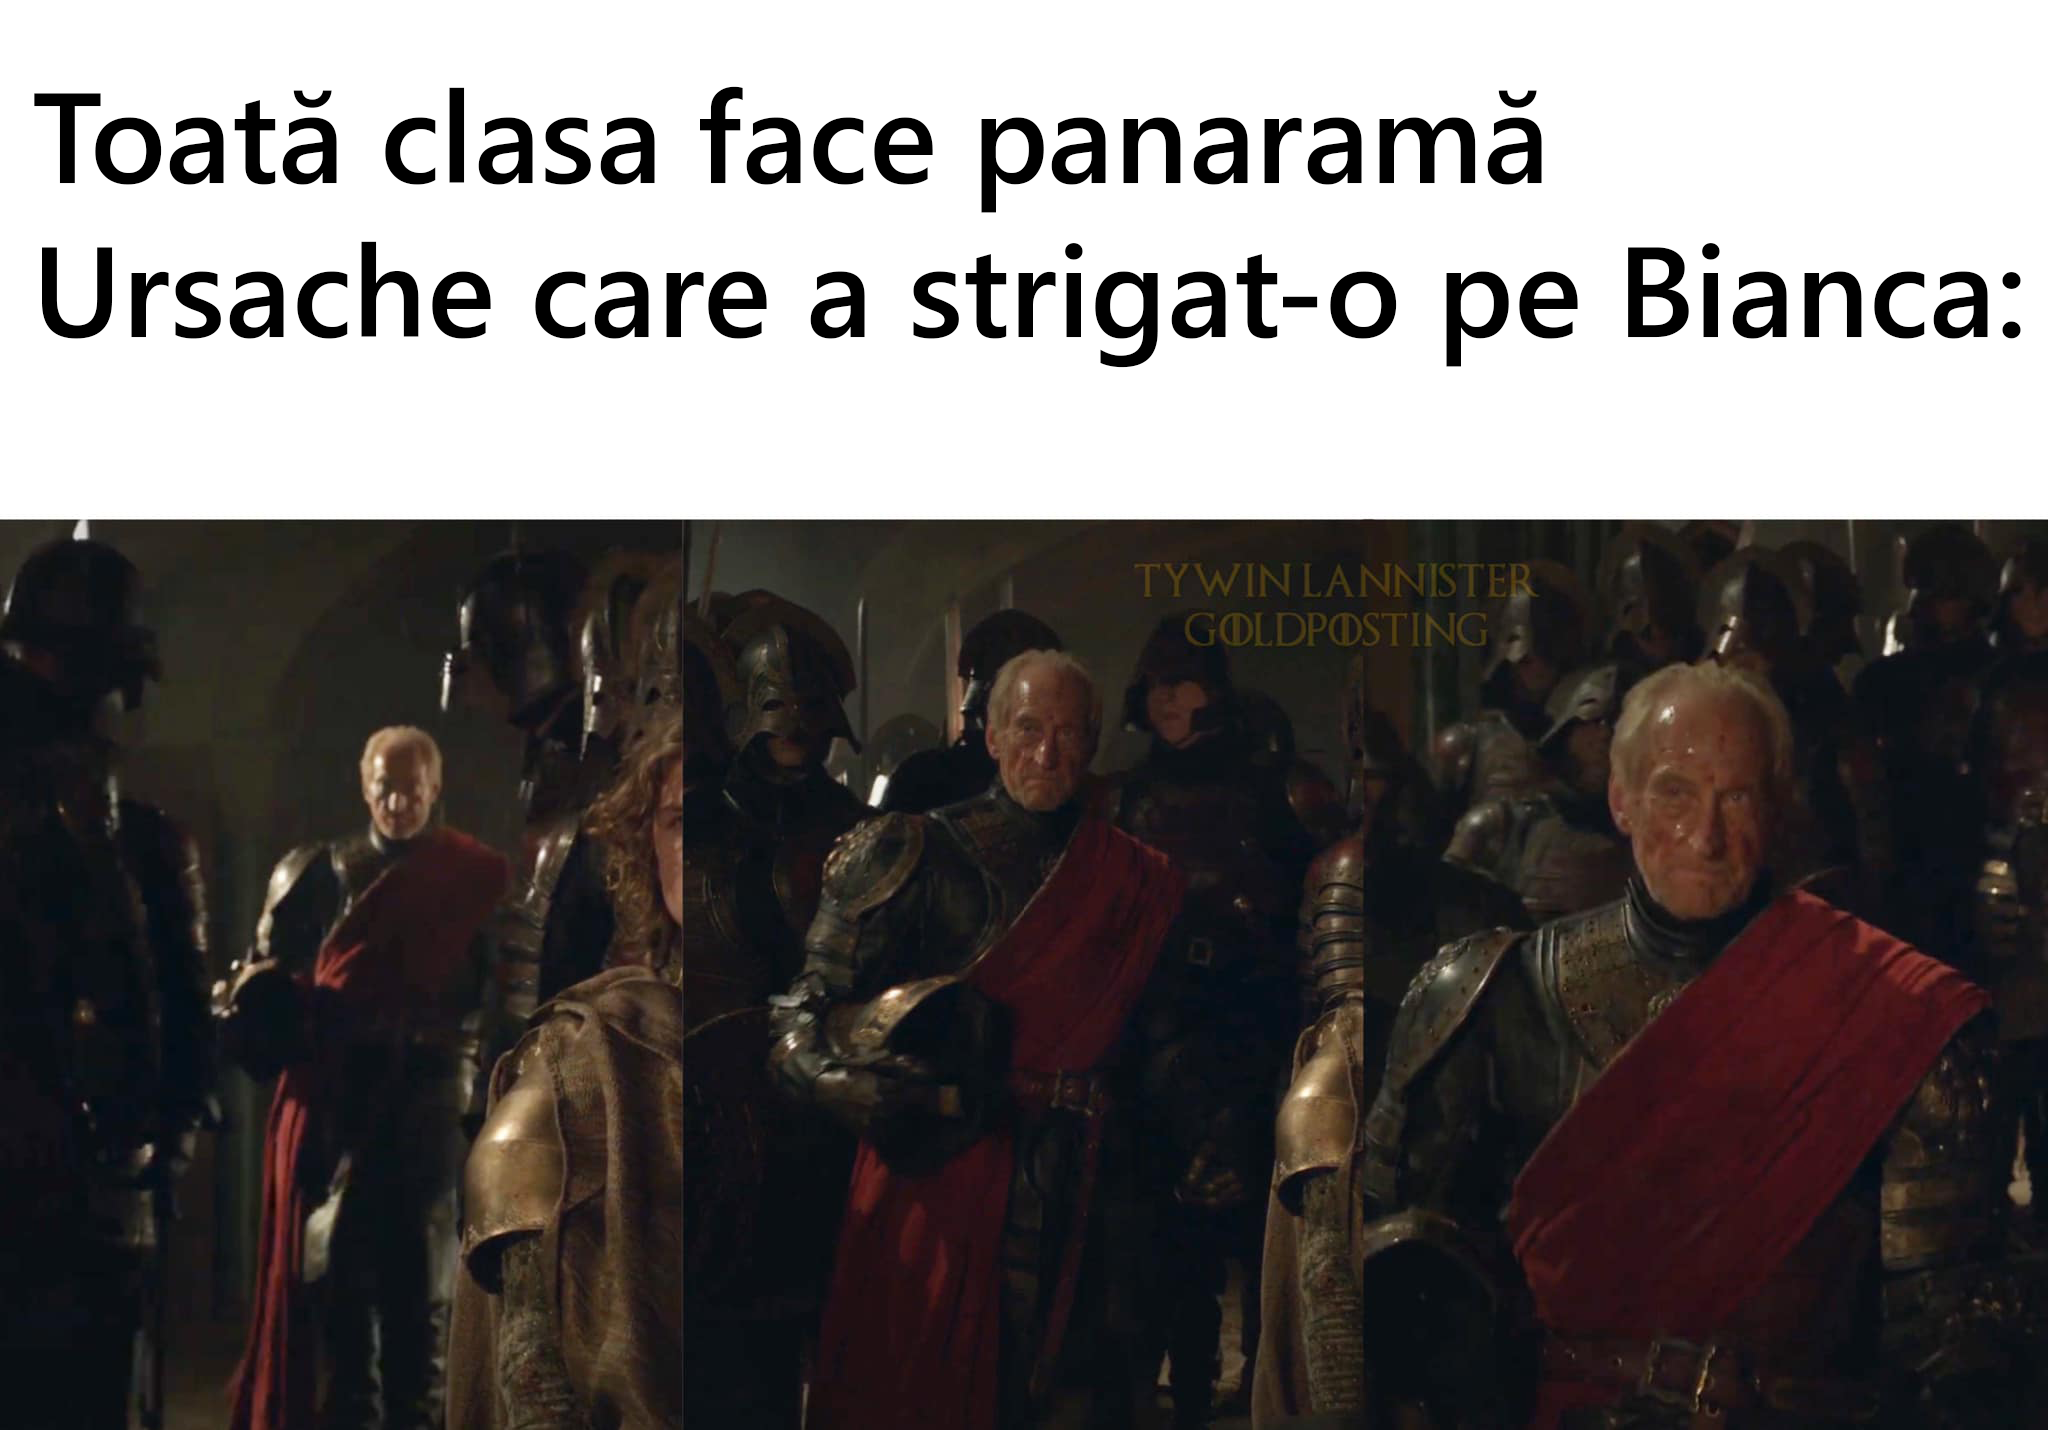 Toată clasa face panaramă
Ursache care a strigat-o pe Bianca:
TYWIN LANNISTER
GOLDPOSTING